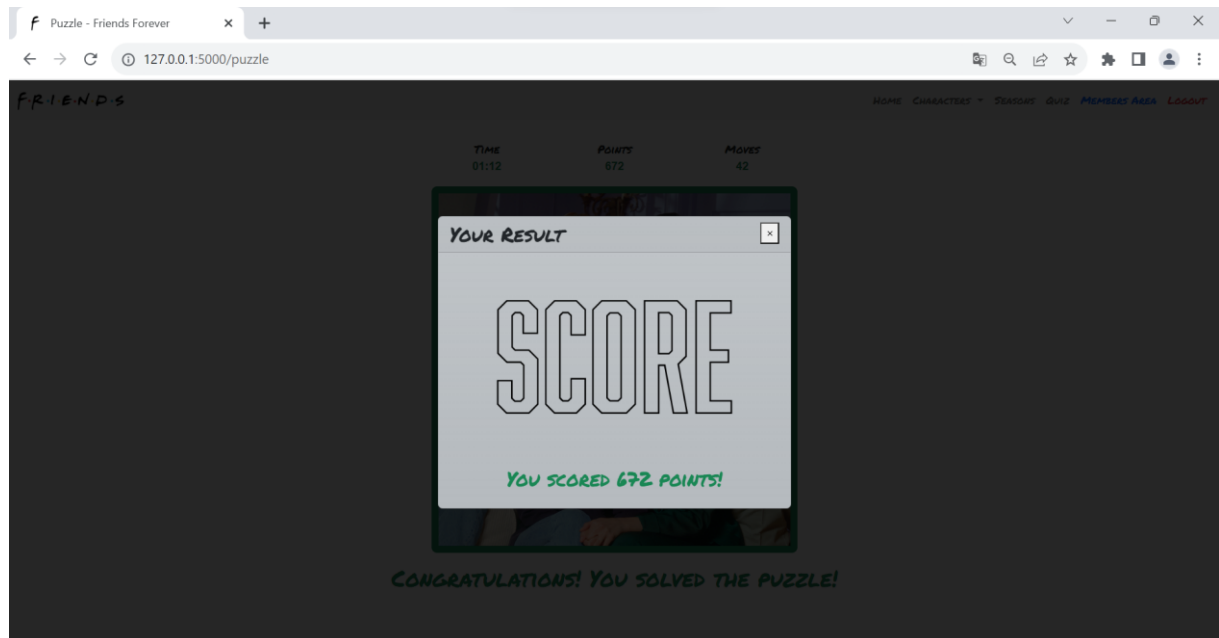 f Puzzle - Friends Forever
127.0.0.1:5000/puzzle
F·R·I·E·N·D·S Home Characters Seasons Quiz Members Area Logout
Time Points Moves
01:12 672 42
Your Result
SCORE
You scored 672 points!
Congratulations! You solved the puzzle!